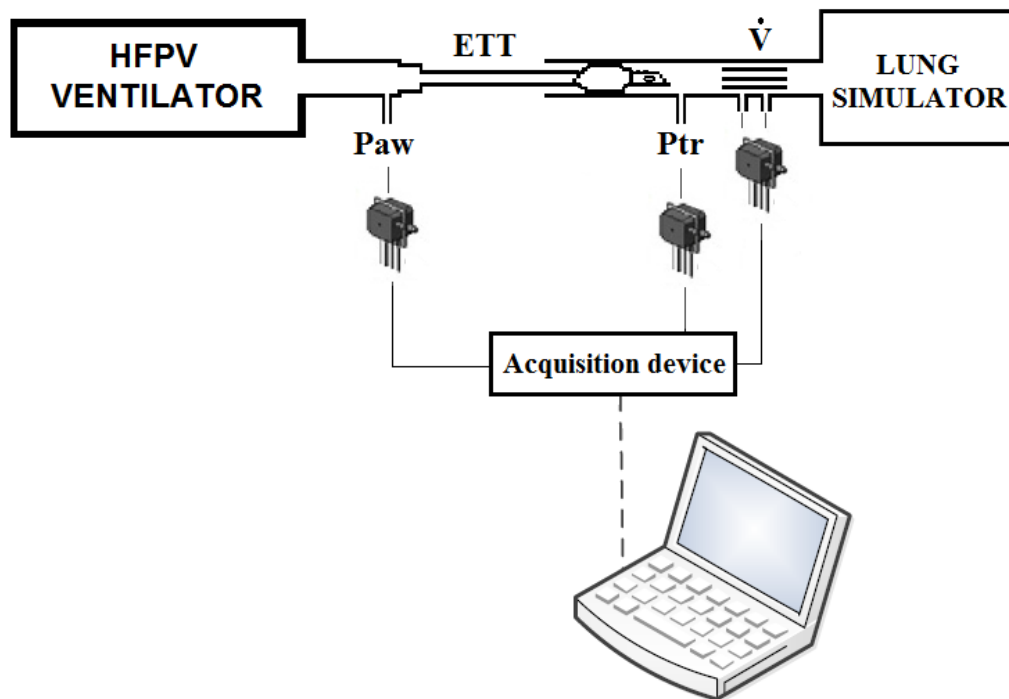 HFPV
VENTILATOR
ETT
V̇
LUNG
SIMULATOR
Paw
Ptr
Acquisition device